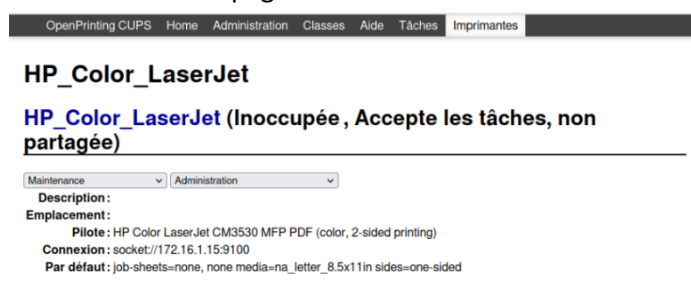 OpenPrinting CUPS Home Administration Classes Aide Tâches Imprimantes
HP_Color_LaserJet
HP_Color_LaserJet (Inoccupée, Accepte les tâches, non
partagée)
Maintenance Administration
Description :
Emplacement :
Pilote : HP Color LaserJet CM3530 MFP PDF (color, 2-sided printing)
Connexion : socket://172.16.1.15:9100
Par défaut : job-sheets=none, none media=na_letter_8.5x11in sides=one-sided